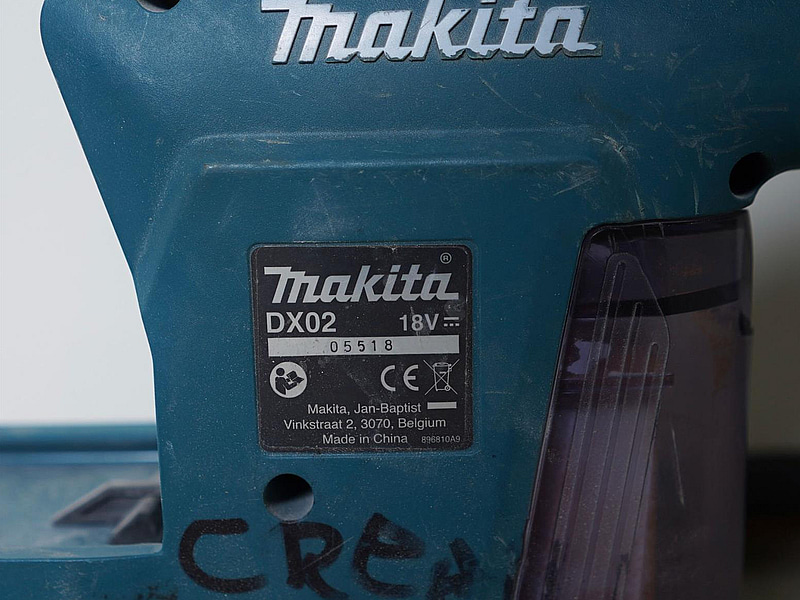 makita
®
makita
DX02 18V
05518
CE
Makita, Jan-Baptist
Vinkstraat 2, 3070, Belgium
Made in China 896810A9